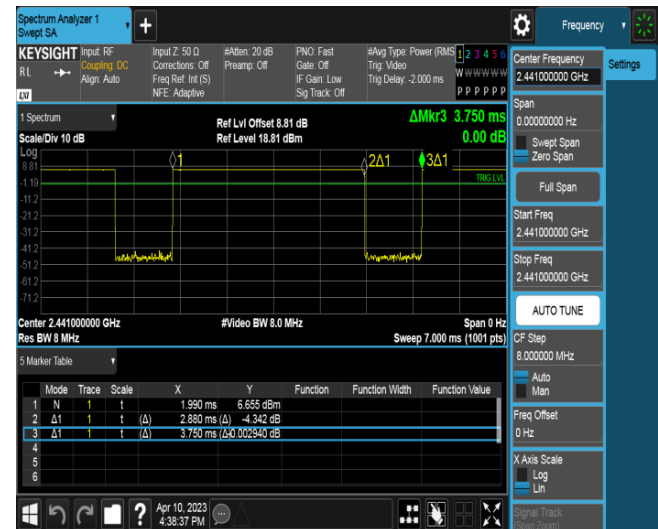 Spectrum Analyzer 1
Swept SA
+
Frequency
KEYSIGHT
RL
LXI
Input: RF
Coupling: DC
Align: Auto
Input Z: 50 Ω
Corrections: Off
Freq Ref: Int (S)
NFE: Adaptive
#Atten: 20 dB
Preamp: Off
PNO: Fast
Gate: Off
IF Gain: Low
Sig Track: Off
#Avg Type: Power (RMS
Trig: Video
Trig Delay: -2.000 ms
1 2 3 4 5 6
W W W W W W
P P P P P P
1 Spectrum
Scale/Div 10 dB
Log
Ref Lvl Offset 8.81 dB
Ref Level 18.81 dBm
ΔMkr3 3.750 ms
0.00 dB
8.81
-1.19
-11.2
-21.2
-31.2
-41.2
-51.2
-61.2
-71.2
1
2Δ1
3Δ1
TRIG LVL
Center 2.441000000 GHz
Res BW 8 MHz
#Video BW 8.0 MHz
Span 0 Hz
Sweep 7.000 ms (1001 pts)
5 Marker Table
Mode Trace Scale X Y Function Function Width Function Value
1 N 1 t 1.990 ms 6.655 dBm
2 Δ1 1 t (Δ) 2.880 ms (Δ) -4.342 dB
3 Δ1 1 t (Δ) 3.750 ms (Δ)-0.002940 dB
4
5
6
?
Apr 10, 2023
4:38:37 PM
Center Frequency
2.441000000 GHz
Span
0.00000000 Hz
Swept Span
Zero Span
Full Span
Start Freq
2.441000000 GHz
Stop Freq
2.441000000 GHz
AUTO TUNE
CF Step
8.000000 MHz
Auto
Man
Freq Offset
0 Hz
X Axis Scale
Log
Lin
Signal Track
(Span Zoom)
Settings